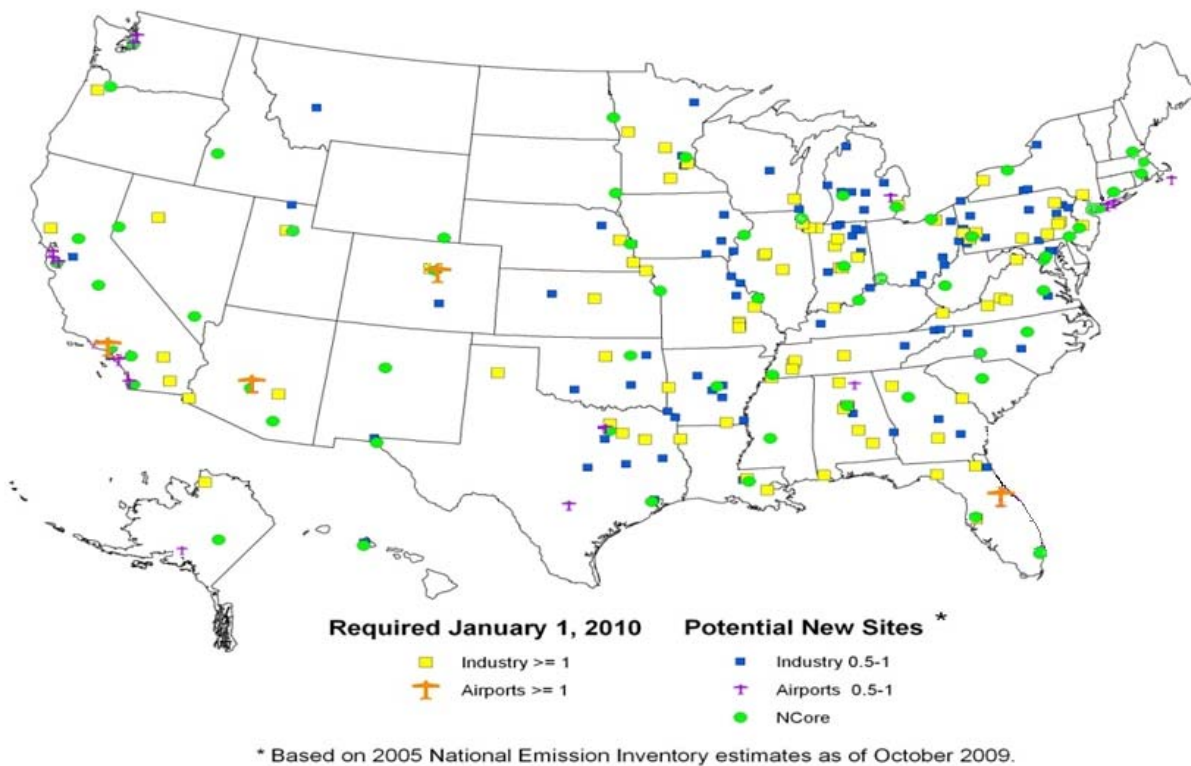 Required January 1, 2010
Potential New Sites *
Industry >= 1
Industry 0.5-1
Airports >= 1
Airports 0.5-1
NCore
* Based on 2005 National Emission Inventory estimates as of October 2009.